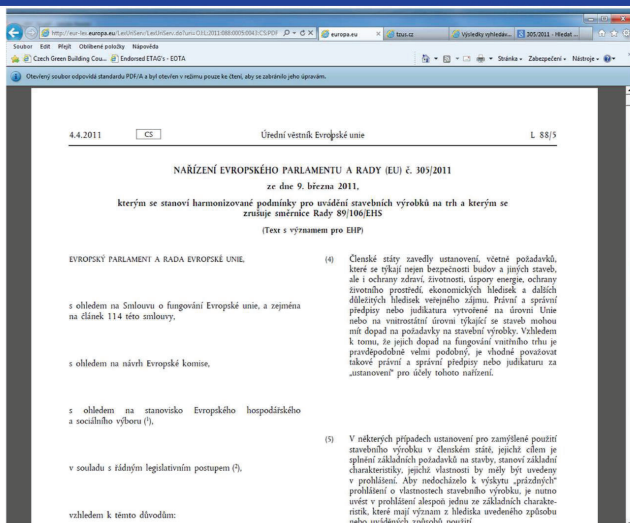 http://eur-lex.europa.eu/LexUriServ/LexUriServ.do?uri=OJ:L:2011:088:0005:0043:CS:PDF
europa.eu
tzus.cz
Výsledky vyhledáv...
305/2011 - Hledat ...
Soubor Edit Přejít Oblíbené položky Nápověda
Czech Green Building Cou... Endorsed ETAG's - EOTA
Stránka Zabezpečení Nástroje
Otevřený soubor odpovídá standardu PDF/A a byl otevřen v režimu pouze ke čtení, aby se zabránilo jeho úpravám.
4.4.2011 CS Úřední věstník Evropské unie L 88/5
NAŘÍZENÍ EVROPSKÉHO PARLAMENTU A RADY (EU) č. 305/2011
ze dne 9. března 2011,
kterým se stanoví harmonizované podmínky pro uvádění stavebních výrobků na trh a kterým se
zrušuje směrnice Rady 89/106/EHS
(Text s významem pro EHP)
EVROPSKÝ PARLAMENT A RADA EVROPSKÉ UNIE,
s ohledem na Smlouvu o fungování Evropské unie, a zejména
na článek 114 této smlouvy,
s ohledem na návrh Evropské komise,
s ohledem na stanovisko Evropského hospodářského
a sociálního výboru (¹),
v souladu s řádným legislativním postupem (²),
vzhledem k těmto důvodům:
(4) Členské státy zavedly ustanovení, včetně požadavků,
které se týkají nejen bezpečnosti budov a jiných staveb,
ale i ochrany zdraví, životnosti, úspory energie, ochrany
životního prostředí, ekonomických hledisek a dalších
důležitých hledisek veřejného zájmu. Právní a správní
předpisy nebo judikatura vytvořené na úrovni Unie
nebo na vnitrostátní úrovni týkající se staveb mohou
mít dopad na požadavky na stavební výrobky. Vzhledem
k tomu, že jejich dopad na fungování vnitřního trhu je
pravděpodobně velmi podobný, je vhodné považovat
takové právní a správní předpisy nebo judikaturu za
„ustanovení“ pro účely tohoto nařízení.
(5) V některých případech ustanovení pro zamýšlené použití
stavebního výrobku v členském státě, jejichž cílem je
splnění základních požadavků na stavby, stanoví základní
charakteristiky, jejichž vlastnosti by měly být uvedeny
v prohlášení. Aby nedocházelo k výskytu „prázdných“
prohlášení o vlastnostech stavebního výrobku, je nutno
uvést v prohlášení alespoň jednu ze základních charakte-
ristik, které mají význam z hlediska uvedeného způsobu
nebo uváděných způsobů použití.